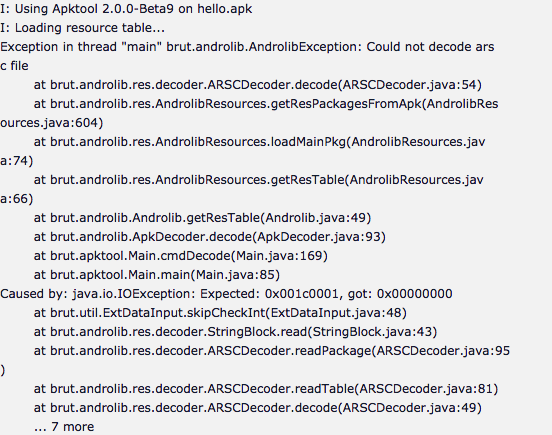 I: Using Apktool 2.0.0-Beta9 on hello.apk
I: Loading resource table...
Exception in thread "main" brut.androlib.AndrolibException: Could not decode ars
c file
at brut.androlib.res.decoder.ARSCDecoder.decode(ARSCDecoder.java:54)
at brut.androlib.res.AndrolibResources.getResPackagesFromApk(AndrolibRes
ources.java:604)
at brut.androlib.res.AndrolibResources.loadMainPkg(AndrolibResources.jav
a:74)
at brut.androlib.res.AndrolibResources.getResTable(AndrolibResources.jav
a:66)
at brut.androlib.Androlib.getResTable(Androlib.java:49)
at brut.androlib.ApkDecoder.decode(ApkDecoder.java:93)
at brut.apktool.Main.cmdDecode(Main.java:169)
at brut.apktool.Main.main(Main.java:85)
Caused by: java.io.IOException: Expected: 0x001c0001, got: 0x00000000
at brut.util.ExtDataInput.skipCheckInt(ExtDataInput.java:48)
at brut.androlib.res.decoder.StringBlock.read(StringBlock.java:43)
at brut.androlib.res.decoder.ARSCDecoder.readPackage(ARSCDecoder.java:95
)
at brut.androlib.res.decoder.ARSCDecoder.readTable(ARSCDecoder.java:81)
at brut.androlib.res.decoder.ARSCDecoder.decode(ARSCDecoder.java:49)
... 7 more